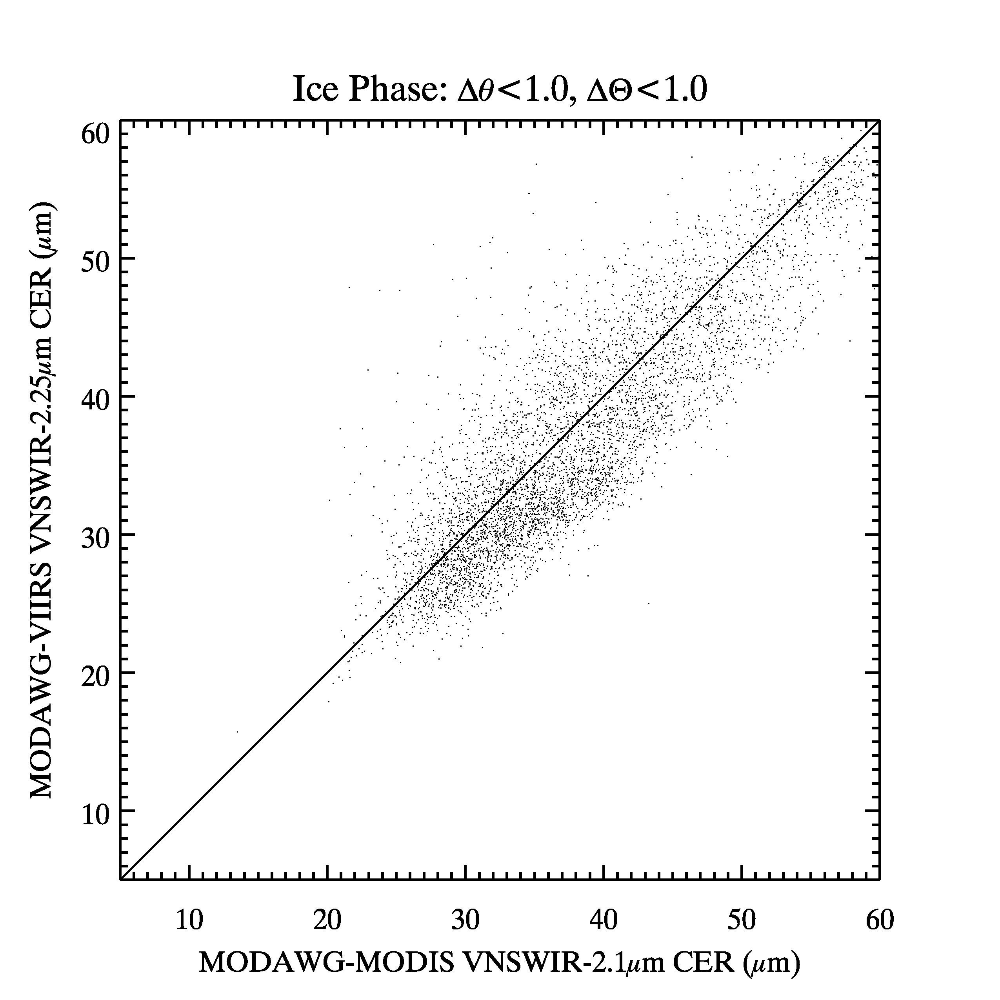 Ice Phase: Δθ<1.0, ΔΘ<1.0
MODAWG-VIIRS VNSWIR-2.25μm CER (μm)
60
50
40
30
20
10
10 20 30 40 50 60
MODAWG-MODIS VNSWIR-2.1μm CER (μm)